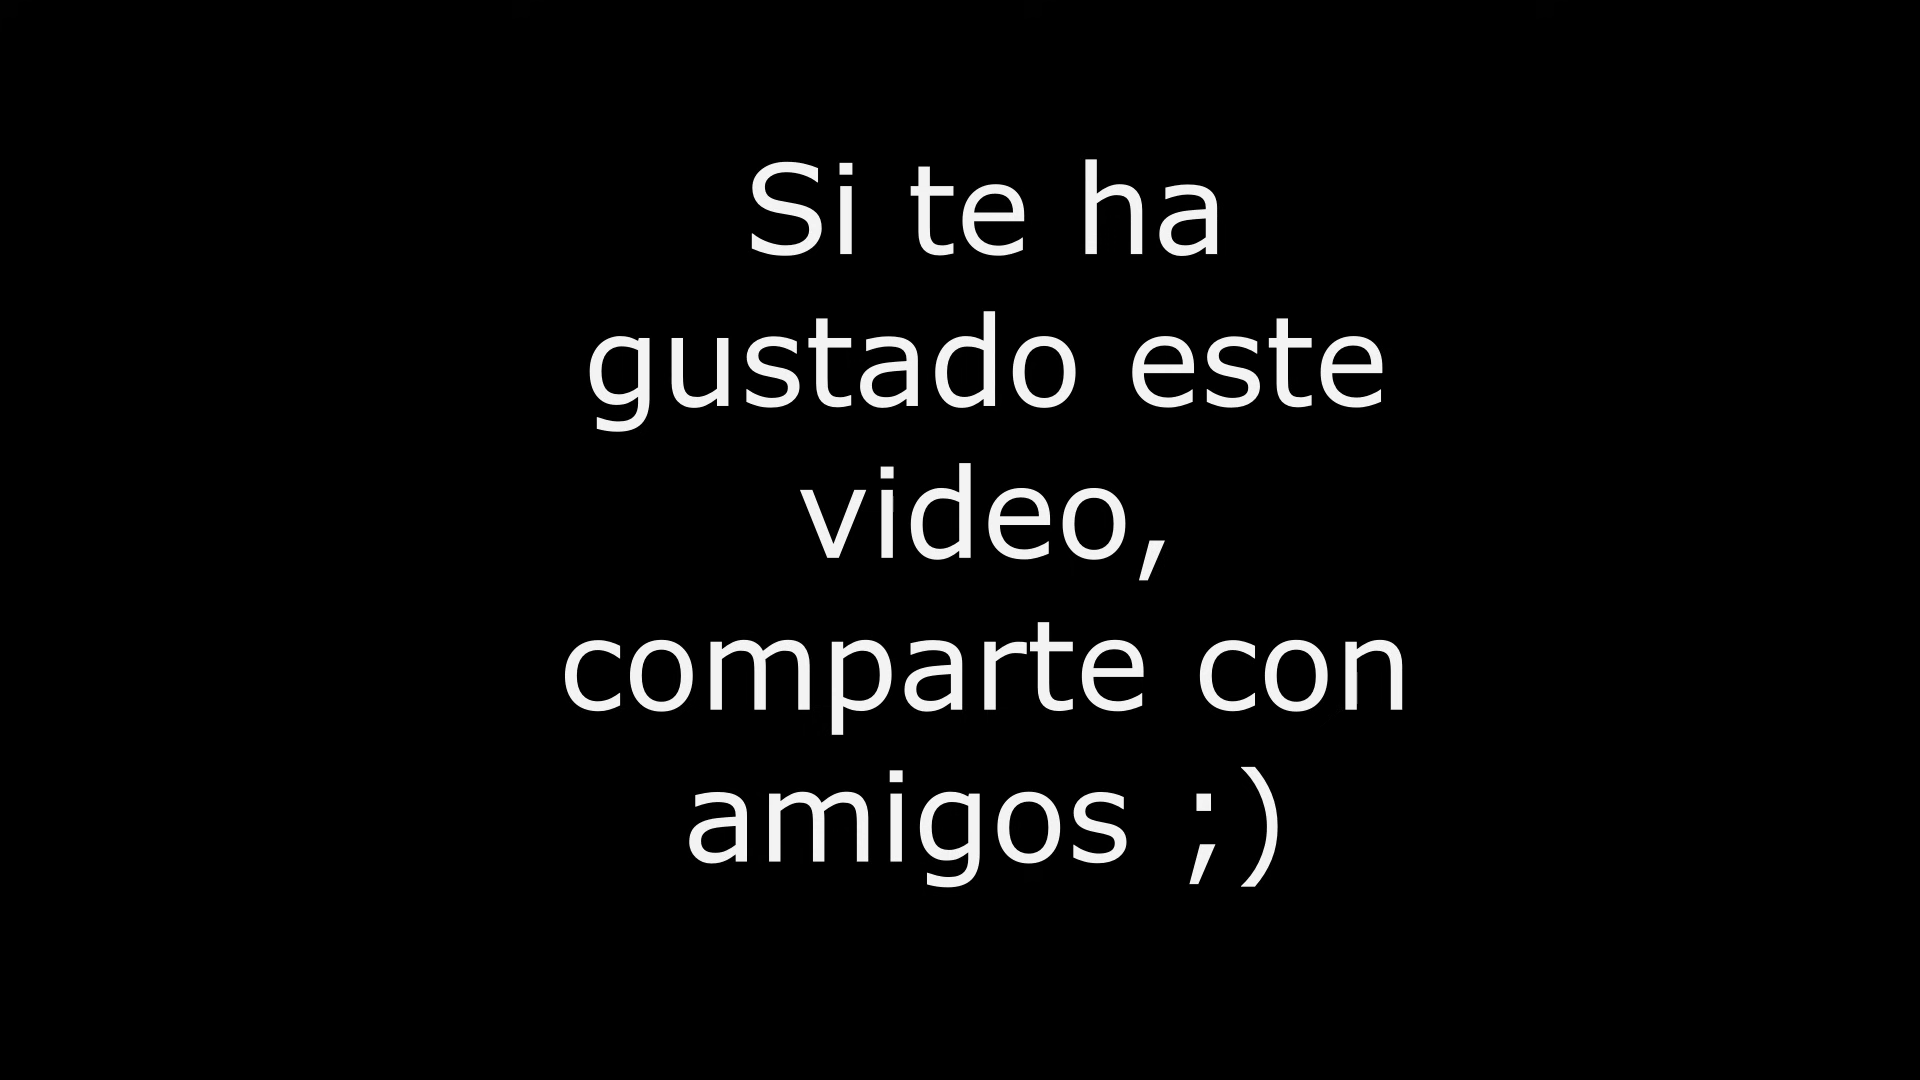 Si te ha
gustado este
video,
comparte con
amigos ;)